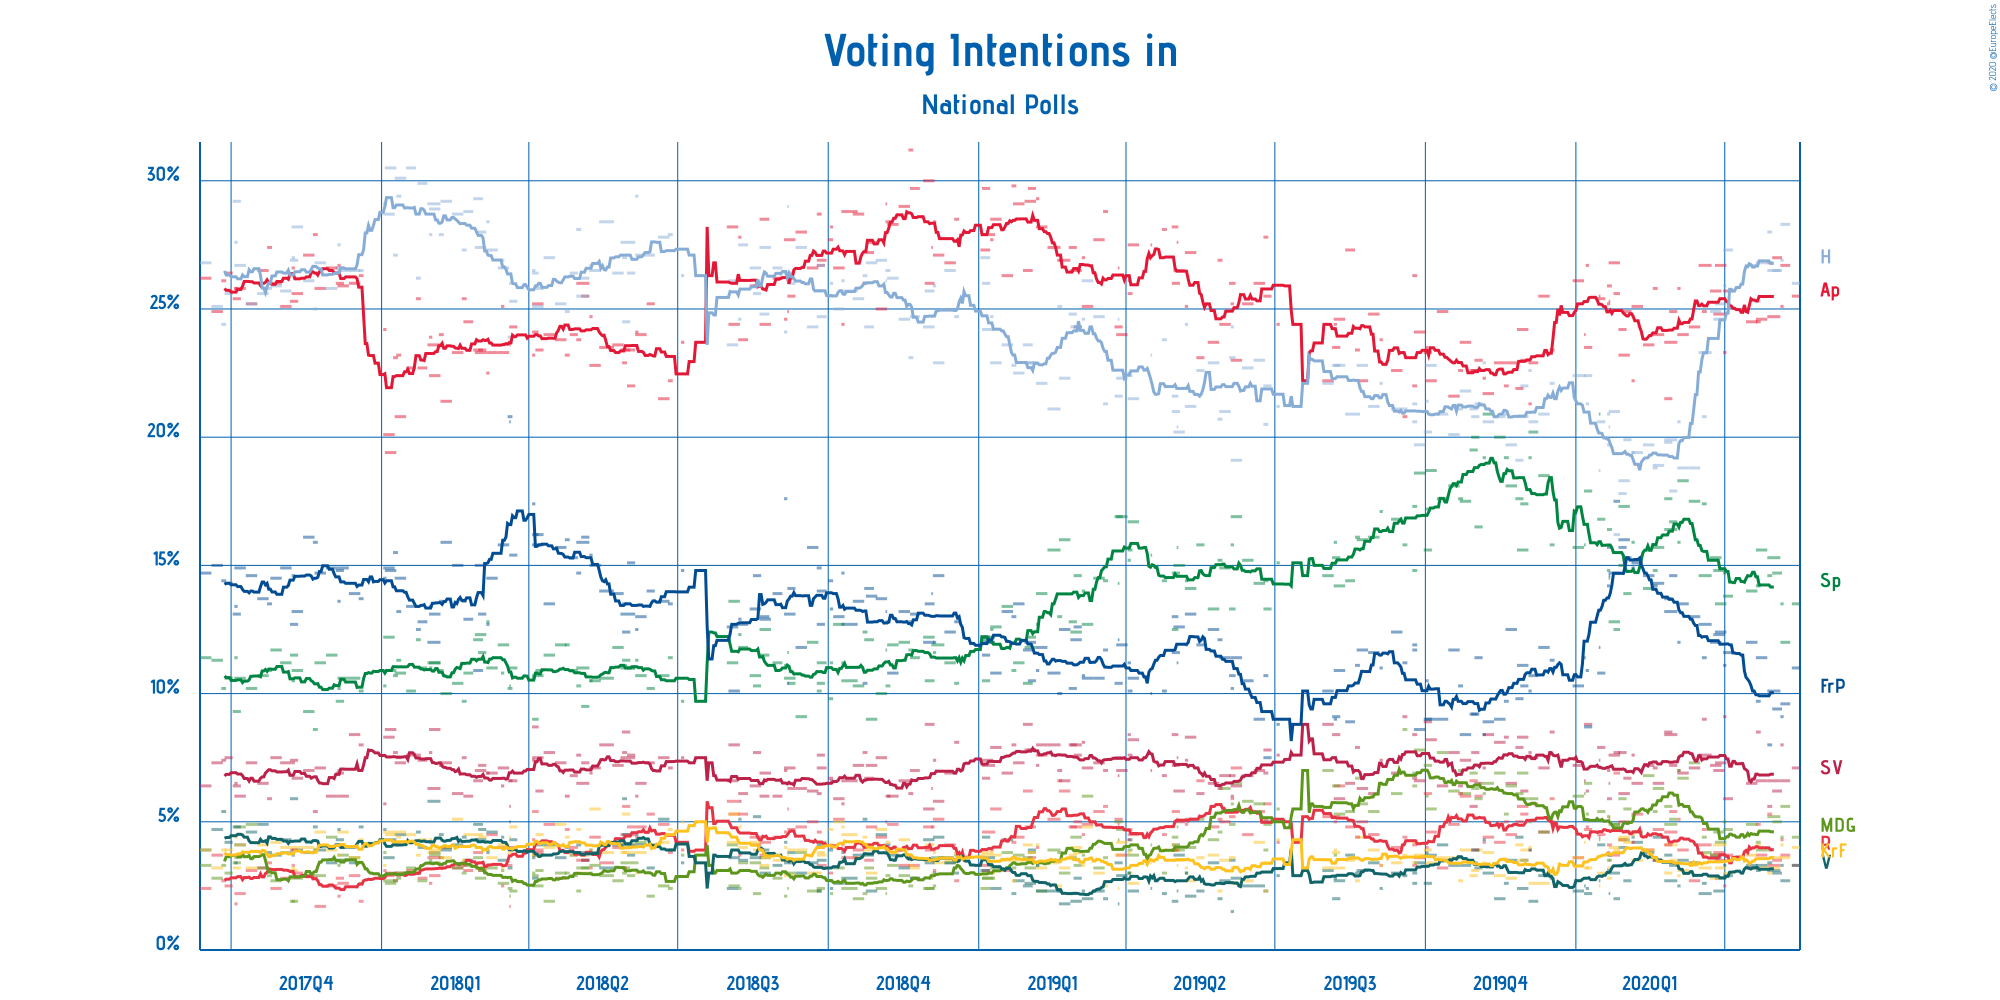 © 2020 @EuropeElects
Voting Intentions in
National Polls
30%
25%
20%
15%
10%
5%
0%
H
Ap
Sp
FrP
SV
MDG
R
KrF
V
2017Q4
2018Q1
2018Q2
2018Q3
2018Q4
2019Q1
2019Q2
2019Q3
2019Q4
2020Q1